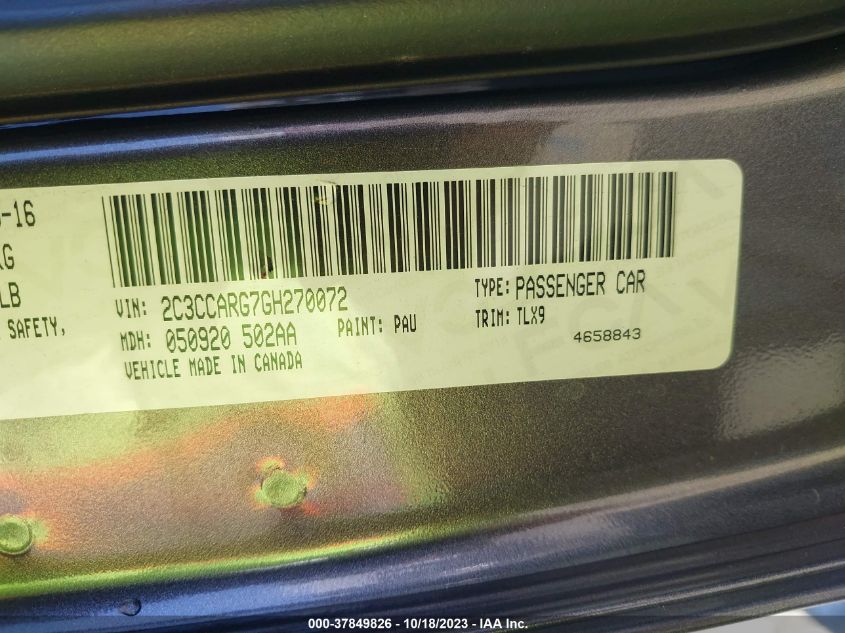 -16
G
LB
SAFETY,
VIN: 2C3CCARG7GH270072
TYPE: PASSENGER CAR
MDH: 050920 502AA
PAINT: PAU
TRIM: TLX9
VEHICLE MADE IN CANADA
4658843
000-37849826 - 10/18/2023 - IAA Inc.